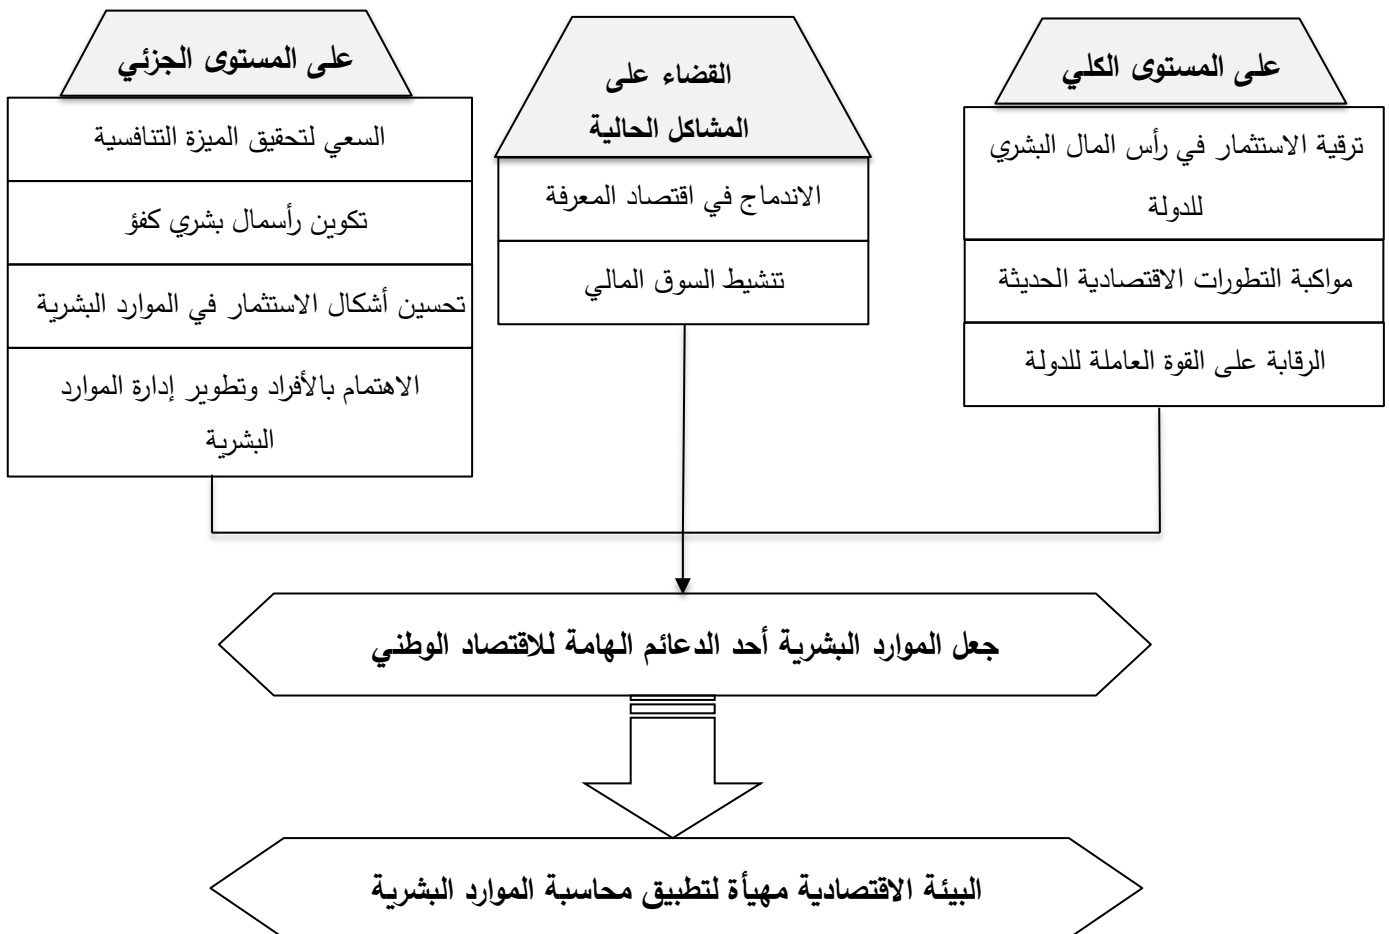 على المستوى الكلي
ترقية الاستثمار في رأس المال البشري
للدولة
مواكبة التطورات الاقتصادية الحديثة
الرقابة على القوة العاملة للدولة
القضاء على
المشاكل الحالية
الاندماج في اقتصاد المعرفة
تنشيط السوق المالي
على المستوى الجزئي
السعي لتحقيق الميزة التنافسية
تكوين رأسمال بشري كفؤ
تحسين أشكال الاستثمار في الموارد البشرية
الاهتمام بالأفراد وتطوير إدارة الموارد
البشرية
جعل الموارد البشرية أحد الدعائم الهامة للاقتصاد الوطني
البيئة الاقتصادية مهيأة لتطبيق محاسبة الموارد البشرية